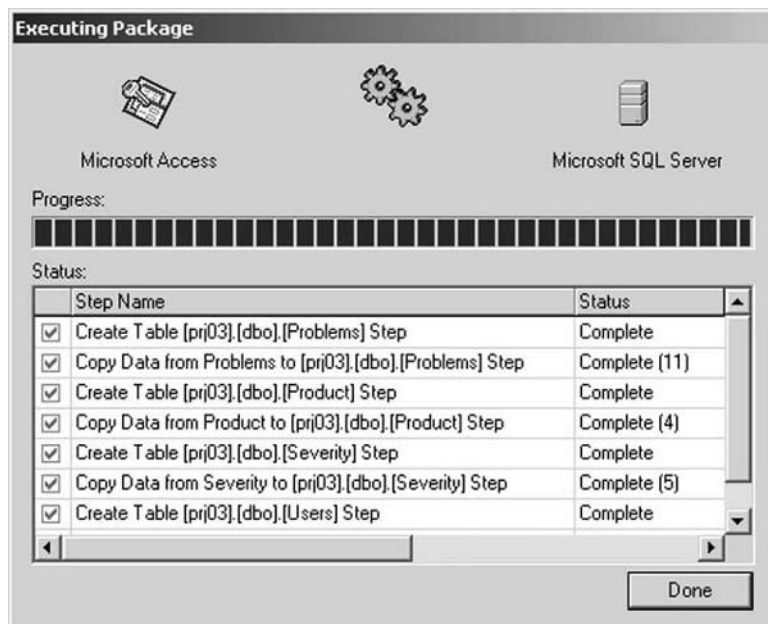 Executing Package
Microsoft Access
Microsoft SQL Server
Progress:
Status:
Step Name Status
Create Table [prj03].[dbo].[Problems] Step Complete
Copy Data from Problems to [prj03].[dbo].[Problems] Step Complete (11)
Create Table [prj03].[dbo].[Product] Step Complete
Copy Data from Product to [prj03].[dbo].[Product] Step Complete (4)
Create Table [prj03].[dbo].[Severity] Step Complete
Copy Data from Severity to [prj03].[dbo].[Severity] Step Complete (5)
Create Table [prj03].[dbo].[Users] Step Complete
Done